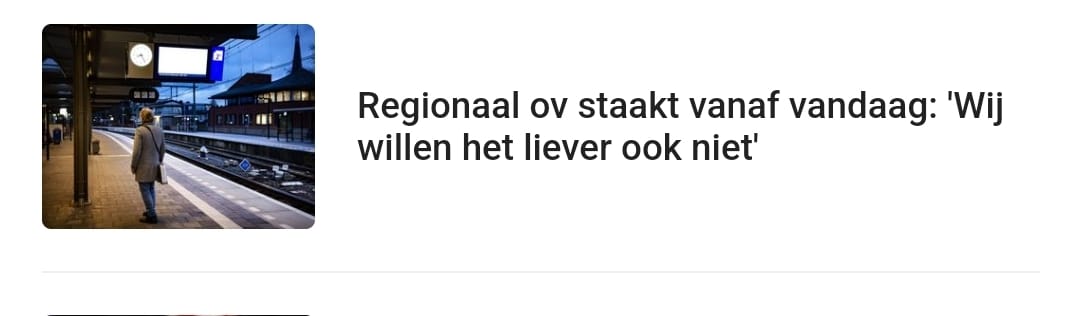 Regionaal ov staakt vanaf vandaag: 'Wij
willen het liever ook niet'